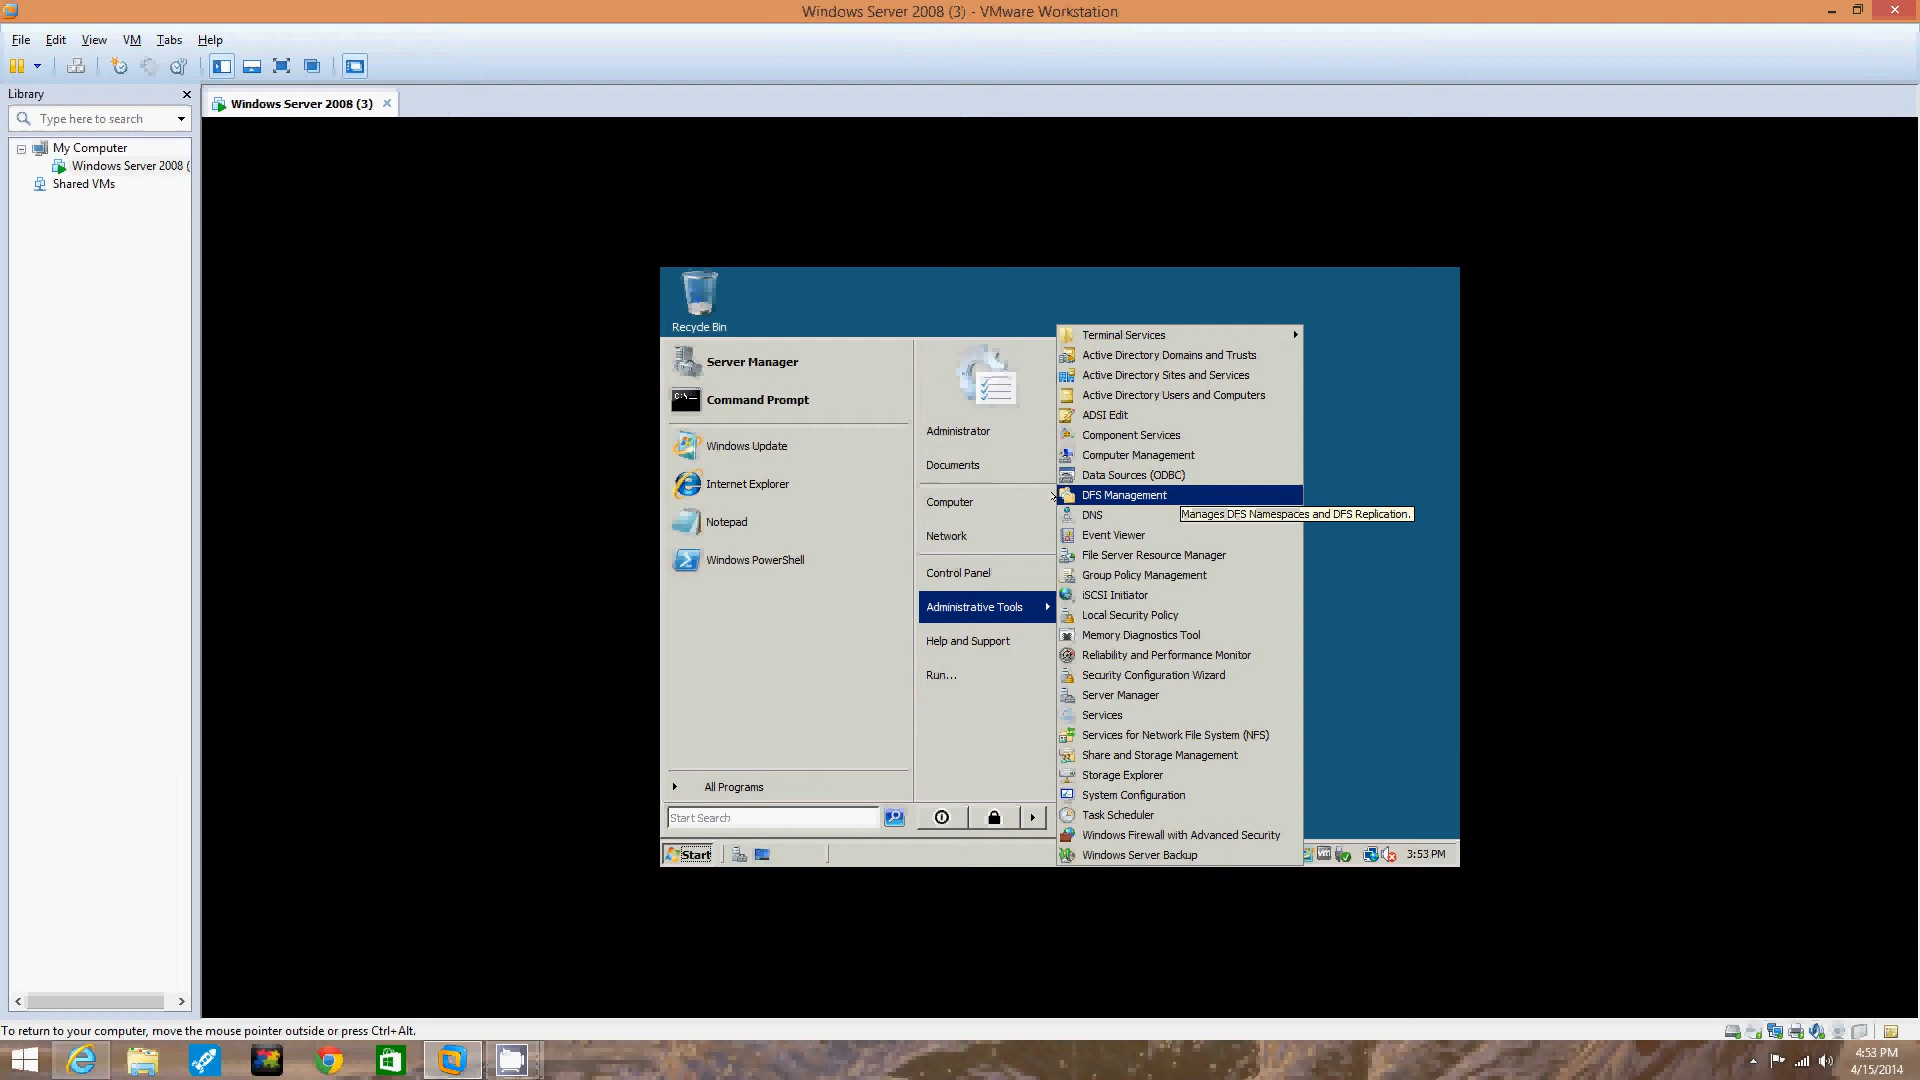 Windows Server 2008 (3) - VMware Workstation
File Edit View VM Tabs Help
Library
Type here to search
My Computer
Windows Server 2008 (
Shared VMs
Windows Server 2008 (3)
Recycle Bin
Server Manager
Command Prompt
Windows Update
Internet Explorer
Notepad
Windows PowerShell
All Programs
Start Search
Administrator
Documents
Computer
Network
Control Panel
Administrative Tools
Help and Support
Run...
Terminal Services
Active Directory Domains and Trusts
Active Directory Sites and Services
Active Directory Users and Computers
ADSI Edit
Component Services
Computer Management
Data Sources (ODBC)
DFS Management
DNS
Manages DFS Namespaces and DFS Replication.
Event Viewer
File Server Resource Manager
Group Policy Management
iSCSI Initiator
Local Security Policy
Memory Diagnostics Tool
Reliability and Performance Monitor
Security Configuration Wizard
Server Manager
Services
Services for Network File System (NFS)
Share and Storage Management
Storage Explorer
System Configuration
Task Scheduler
Windows Firewall with Advanced Security
Windows Server Backup
Start
3:53 PM
To return to your computer, move the mouse pointer outside or press Ctrl+Alt.
4:53 PM
4/15/2014